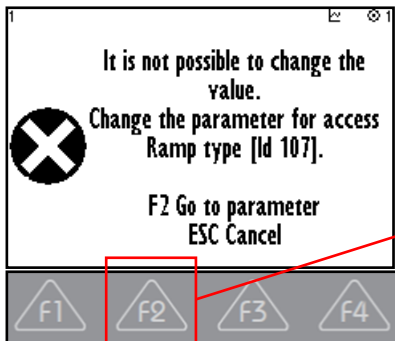 1 1
It is not possible to change the
value.
Change the parameter for access
Ramp type [Id 107].
F2 Go to parameter
ESC Cancel
F1 F2 F3 F4